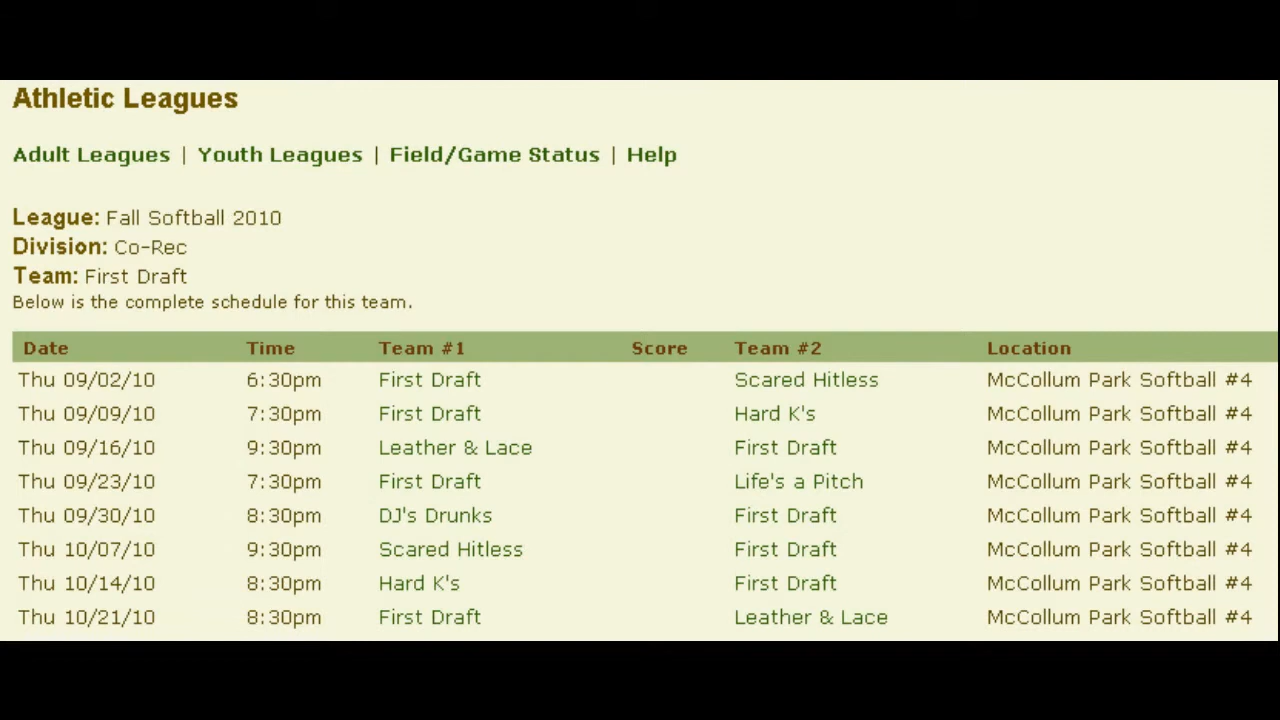 Athletic Leagues
Adult Leagues | Youth Leagues | Field/Game Status | Help
League: Fall Softball 2010
Division: Co-Rec
Team: First Draft
Below is the complete schedule for this team.
Date Time Team #1 Score Team #2 Location
Thu 09/02/10 6:30pm First Draft Scared Hitless McCollum Park Softball #4
Thu 09/09/10 7:30pm First Draft Hard K's McCollum Park Softball #4
Thu 09/16/10 9:30pm Leather & Lace First Draft McCollum Park Softball #4
Thu 09/23/10 7:30pm First Draft Life's a Pitch McCollum Park Softball #4
Thu 09/30/10 8:30pm DJ's Drunks First Draft McCollum Park Softball #4
Thu 10/07/10 9:30pm Scared Hitless First Draft McCollum Park Softball #4
Thu 10/14/10 8:30pm Hard K's First Draft McCollum Park Softball #4
Thu 10/21/10 8:30pm First Draft Leather & Lace McCollum Park Softball #4